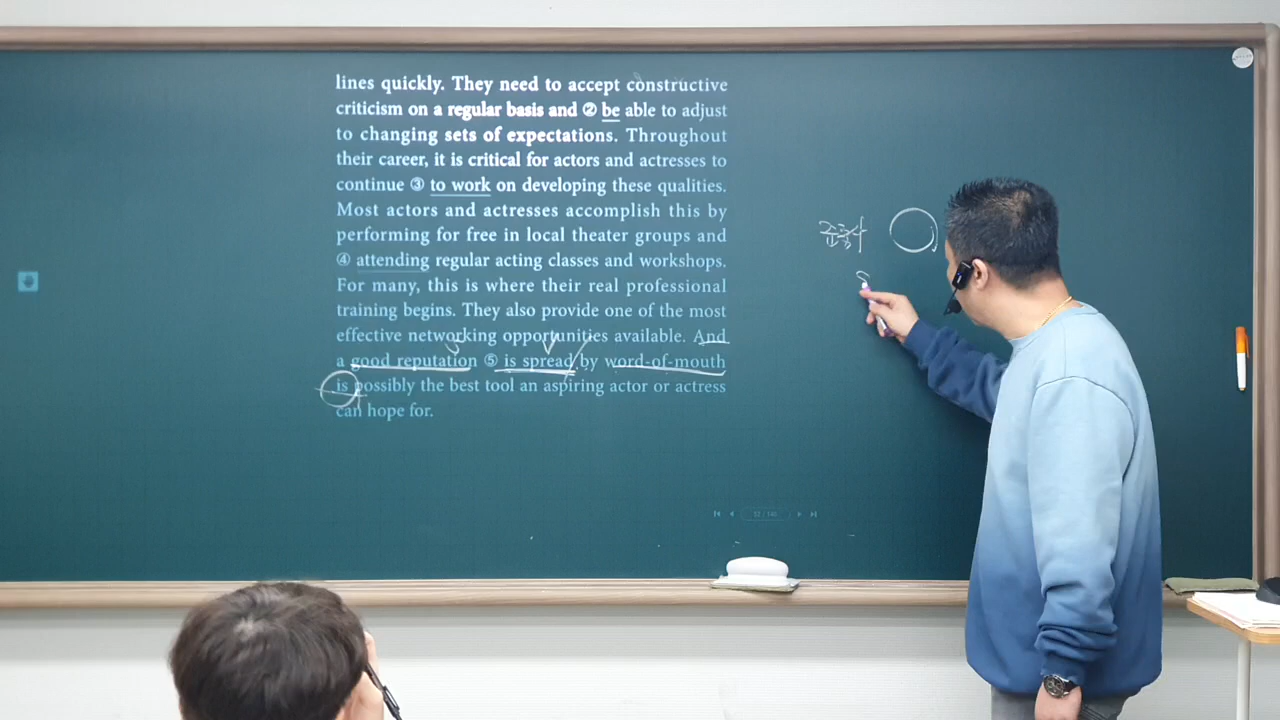 lines quickly. They need to accept constructive
criticism on a regular basis and ② be able to adjust
to changing sets of expectations. Throughout
their career, it is critical for actors and actresses to
continue ③ to work on developing these qualities.
Most actors and actresses accomplish this by
performing for free in local theater groups and
④ attending regular acting classes and workshops.
For many, this is where their real professional
training begins. They also provide one of the most
effective networking opportunities available. And
a good reputation ⑤ is spread by word-of-mouth
is possibly the best tool an aspiring actor or actress
can hope for.